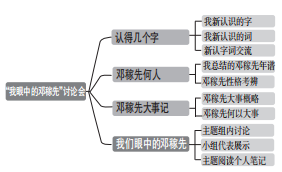 “我眼中的邓稼先”讨论会
认得几个字
我新认识的字
我新认识的词
新认字词交流
邓稼先何人
我总结的邓稼先年谱
邓稼先性格考辨
邓稼先大事记
邓稼先大事概略
邓稼先何以大事
我们眼中的邓稼先
主题组内讨论
小组代表展示
主题阅读个人笔记